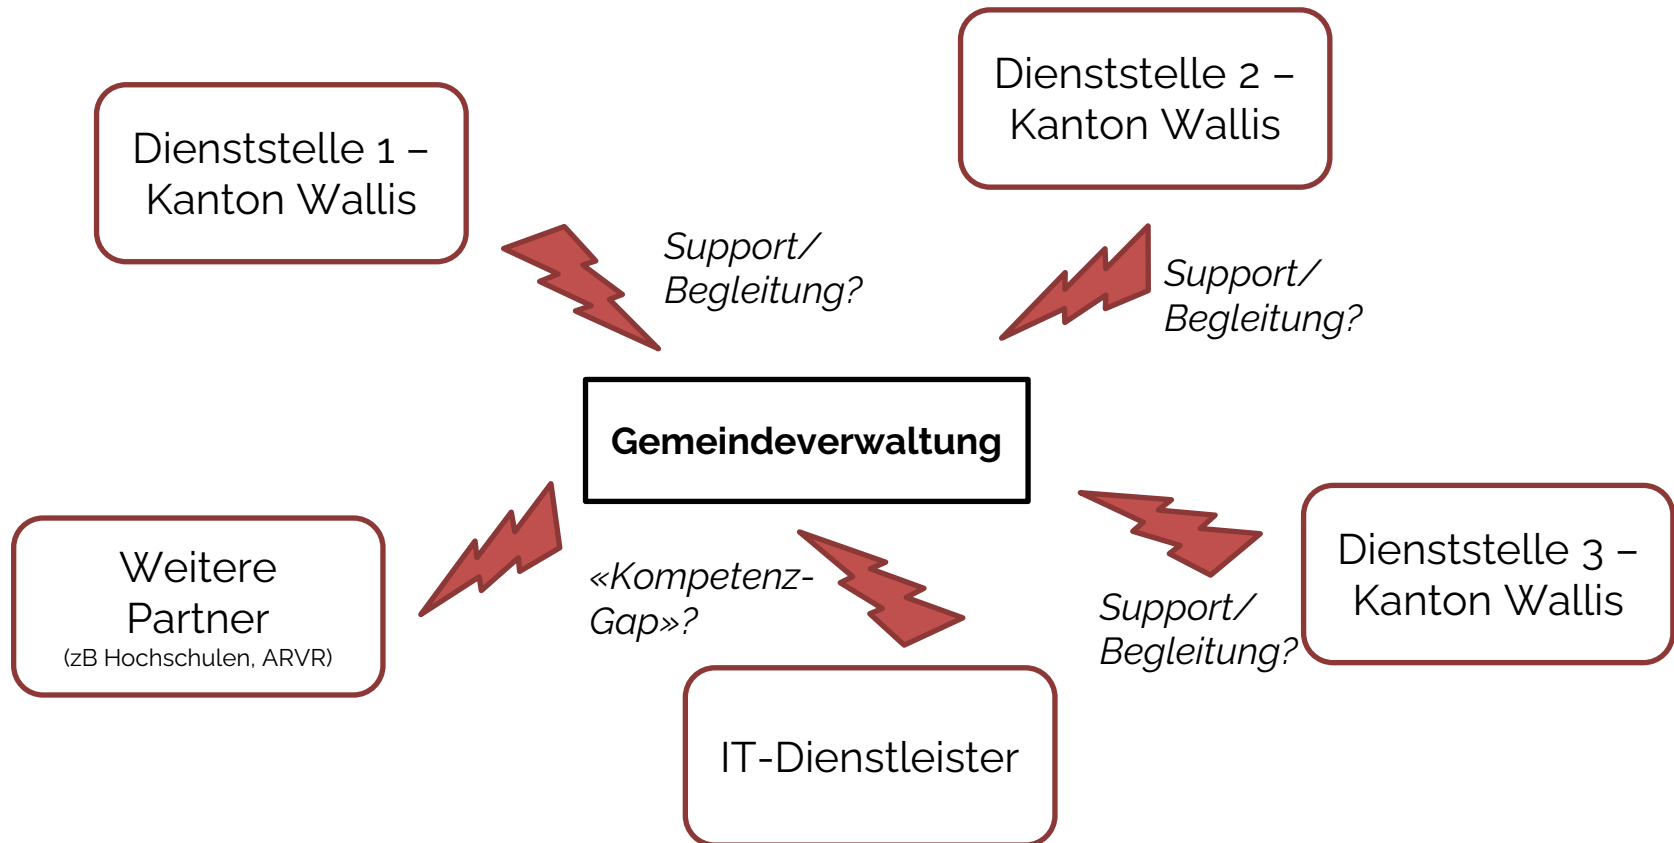 Dienststelle 1 –
Kanton Wallis
Dienststelle 2 –
Kanton Wallis
Support/
Begleitung?
Support/
Begleitung?
Gemeindeverwaltung
Weitere
Partner
(zB Hochschulen, ARVR)
«Kompetenz-
Gap»?
Support/
Begleitung?
Dienststelle 3 –
Kanton Wallis
IT-Dienstleister